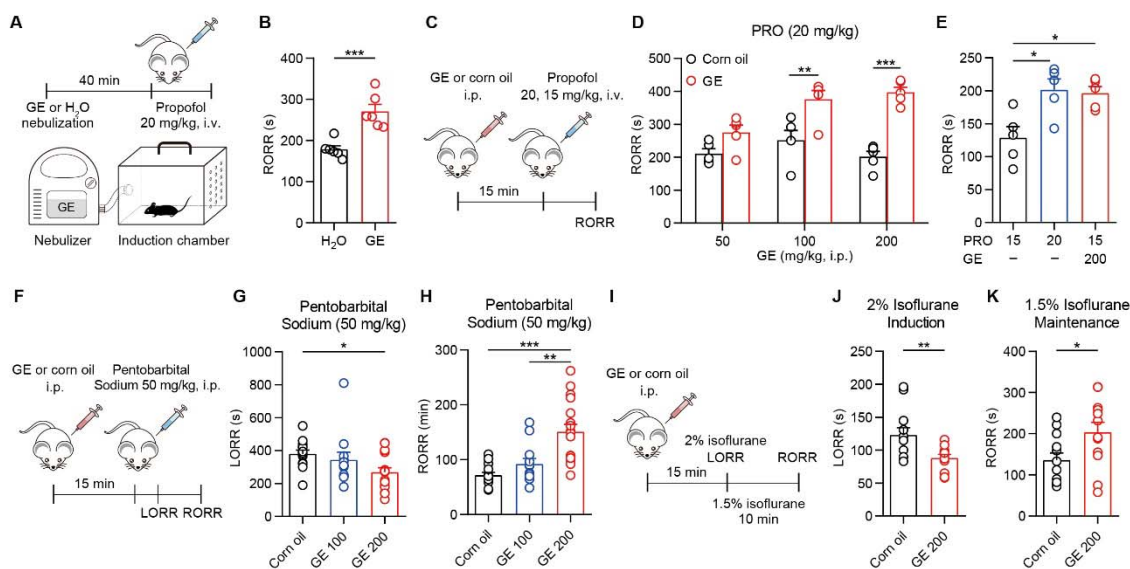 A
40 min
GE or H₂O
nebulization
Propofol
20 mg/kg, i.v.
GE
Nebulizer
Induction chamber
B
***
RORR (s)
400
300
200
100
0
H₂O
GE
C
GE or corn oil
i.p.
Propofol
20, 15 mg/kg, i.v.
15 min
RORR
D
PRO (20 mg/kg)
Corn oil
GE
**
***
RORR (s)
500
400
300
200
100
0
50
100
200
GE (mg/kg, i.p.)
E
*
*
RORR (s)
250
200
150
100
50
0
PRO 15 20 15
GE – – 200
F
GE or corn oil
i.p.
Pentobarbital
Sodium 50 mg/kg, i.p.
15 min
LORR RORR
G
Pentobarbital
Sodium (50 mg/kg)
*
LORR (s)
1000
800
600
400
200
0
Corn oil
GE 100
GE 200
H
Pentobarbital
Sodium (50 mg/kg)
***
**
RORR (min)
300
200
100
0
Corn oil
GE 100
GE 200
I
GE or corn oil
i.p.
2% isoflurane
LORR
RORR
15 min
1.5% isoflurane
10 min
J
2% Isoflurane
Induction
**
LORR (s)
250
200
150
100
50
0
Corn oil
GE 200
K
1.5% Isoflurane
Maintenance
*
RORR (s)
400
300
200
100
0
Corn oil
GE 200